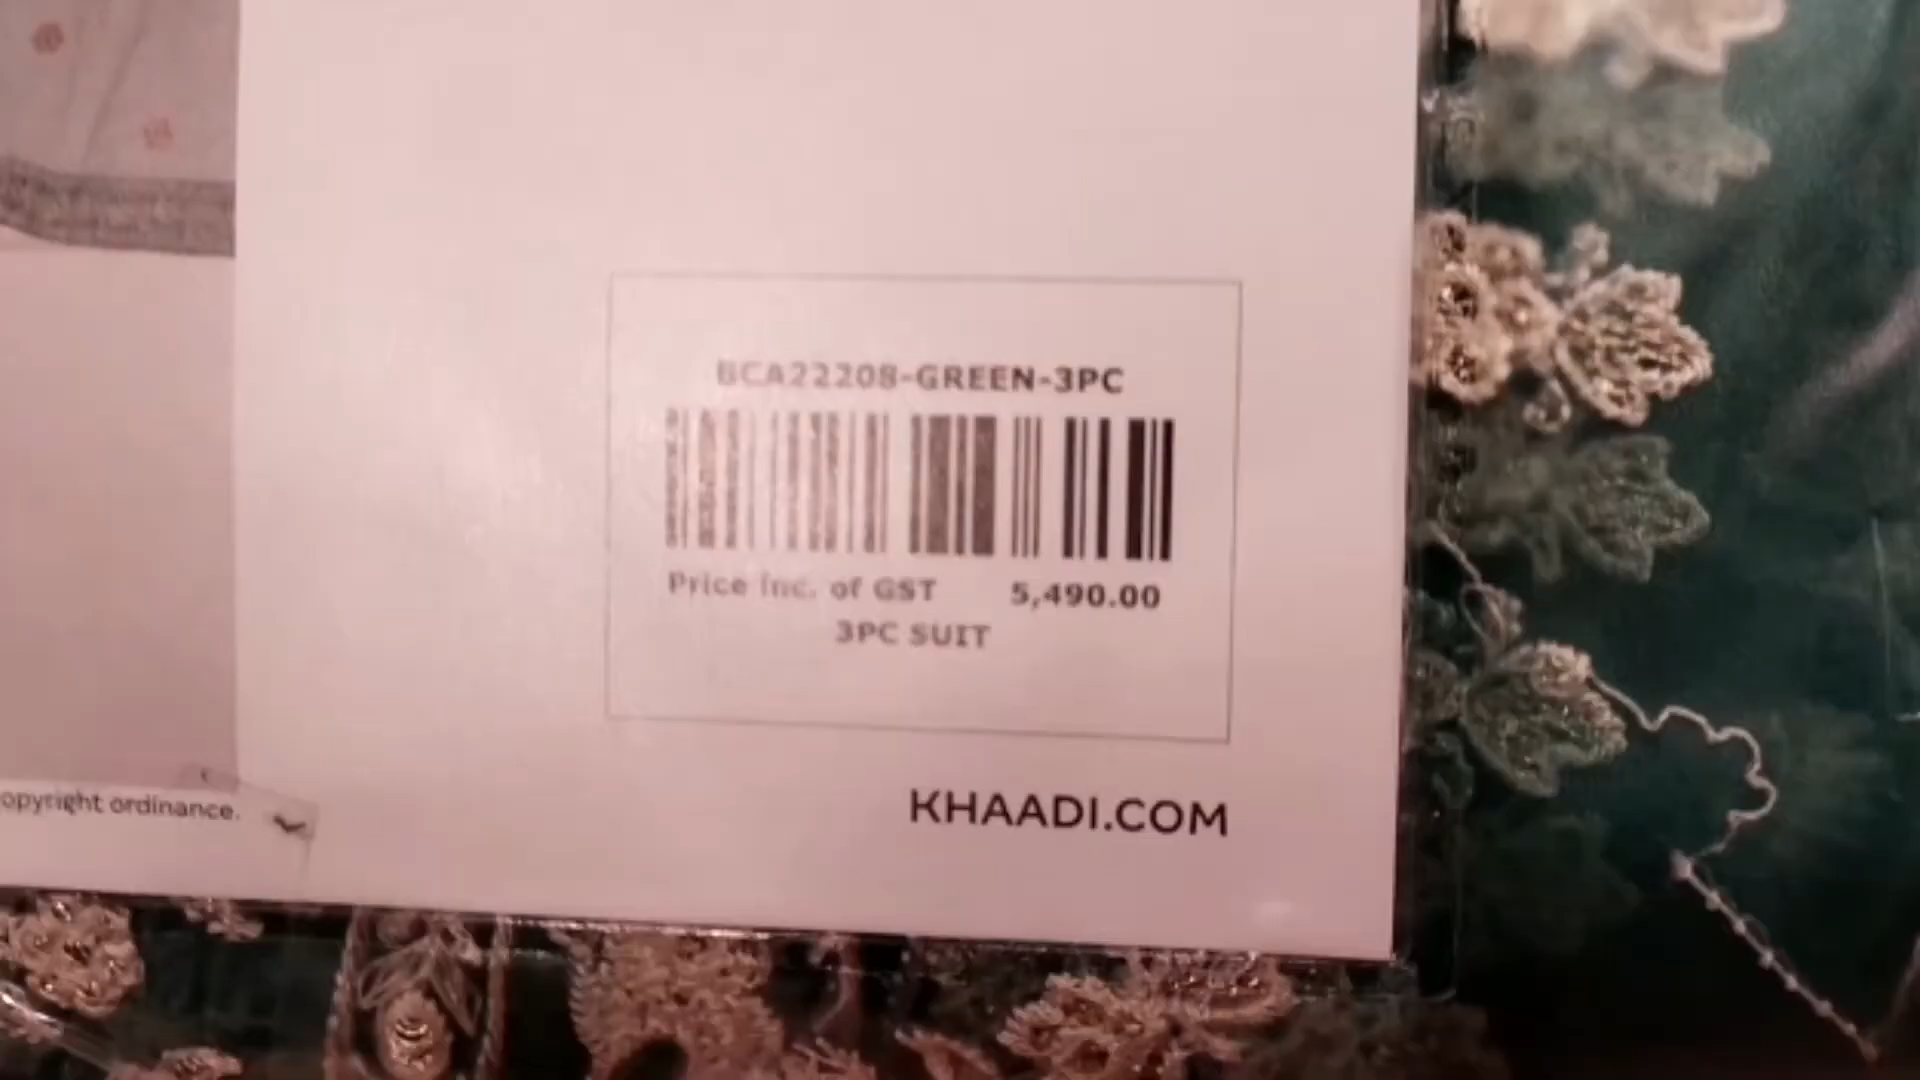 BCA22208-GREEN-3PC
Price inc. of GST 5,490.00
3PC SUIT
KHAADI.COM
opyright ordinance.